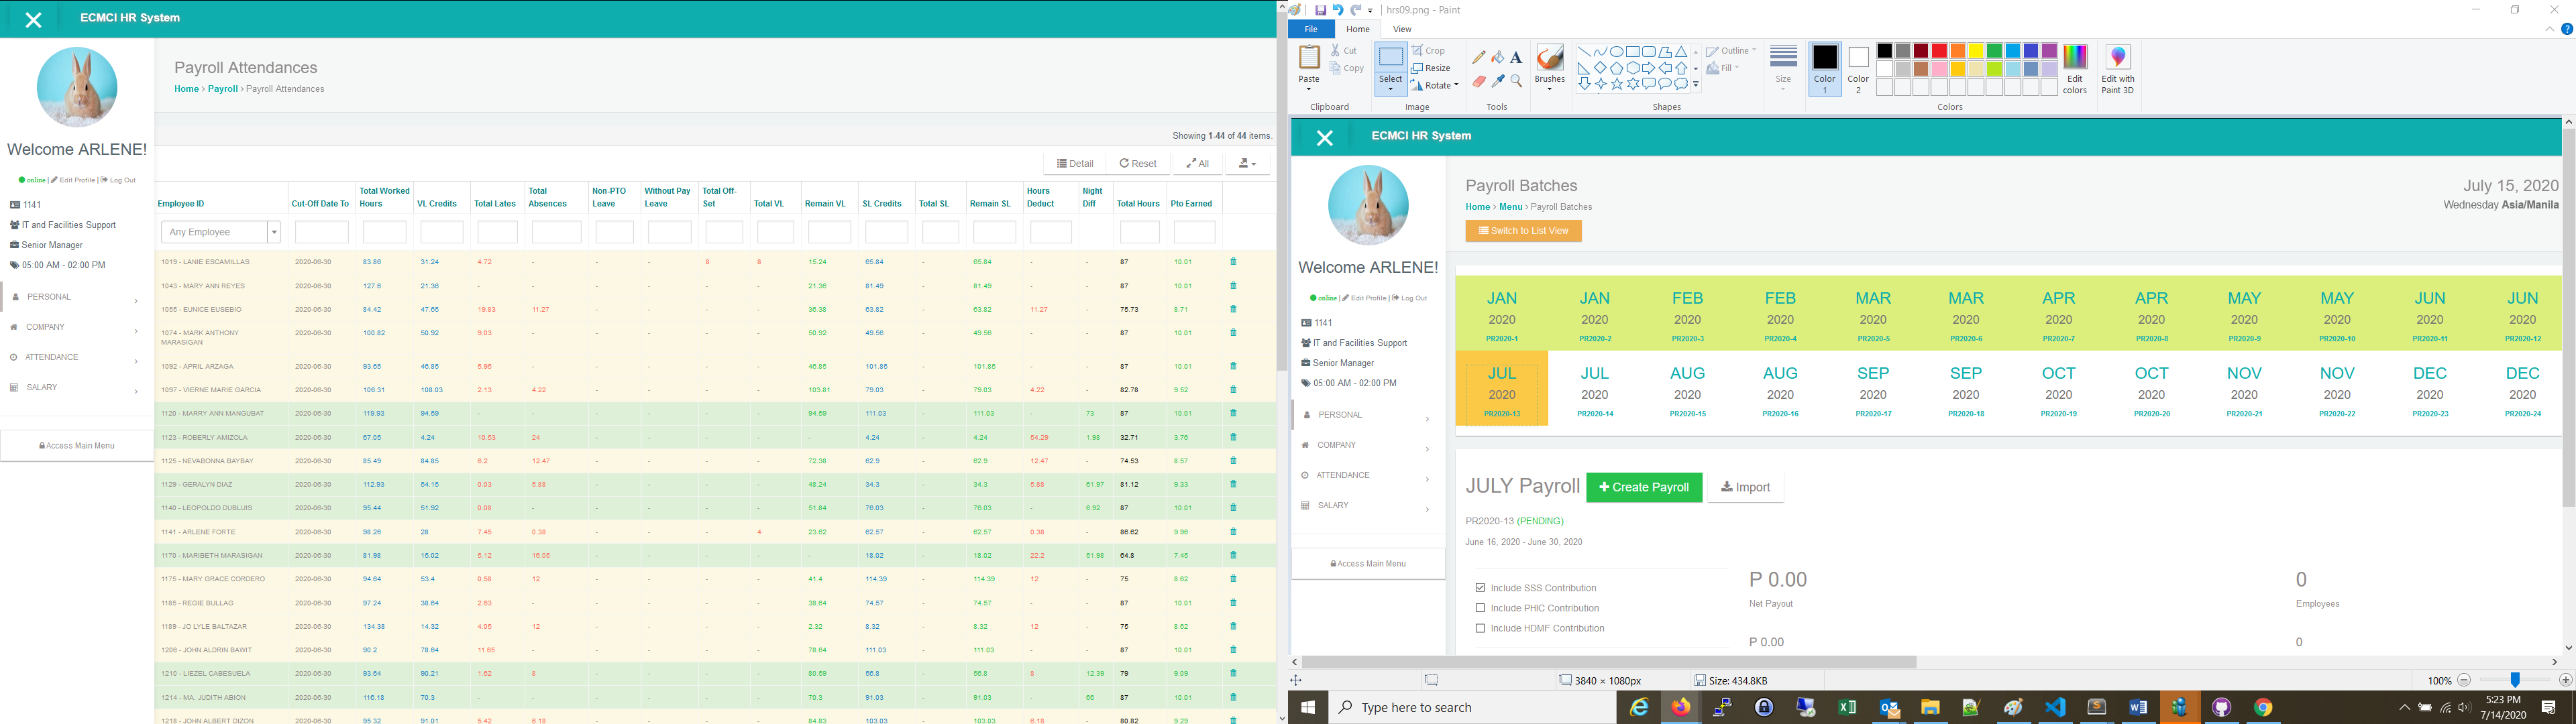 ECMCI HR System
Payroll Attendances
Home > Payroll > Payroll Attendances
Welcome ARLENE!
online | Edit Profile | Log Out
1141
IT and Facilities Support
Senior Manager
05:00 AM - 02:00 PM
PERSONAL
COMPANY
ATTENDANCE
SALARY
Access Main Menu
Showing 1-44 of 44 items.
Detail Reset All
Employee ID Cut-Off Date To Total Worked Hours VL Credits Total Lates Total Absences Non-PTO Leave Without Pay Leave Total Off-Set Total VL Remain VL SL Credits Total SL Remain SL Hours Deduct Night Diff Total Hours Pto Earned
Any Employee
1019 - LANIE ESCAMILLAS 2020-06-30 83.86 31.24 4.72 - - - 8 8 15.24 65.84 - 65.84 - - 87 10.01
1043 - MARY ANN REYES 2020-06-30 127.6 21.36 - - - - - - 21.36 81.49 - 81.49 - - 87 10.01
1055 - EUNICE EUSEBIO 2020-06-30 84.42 47.65 19.83 11.27 - - - - 36.38 63.82 - 63.82 11.27 - 75.73 8.71
1074 - MARK ANTHONY MARASIGAN 2020-06-30 100.82 50.92 9.03 - - - - - 50.92 49.56 - 49.56 - - 87 10.01
1092 - APRIL ARZAGA 2020-06-30 93.65 46.85 5.95 - - - - - 46.85 101.85 - 101.85 - - 87 10.01
1097 - VIERNE MARIE GARCIA 2020-06-30 106.31 108.03 2.13 4.22 - - - - 103.81 79.03 - 79.03 4.22 - 82.78 9.52
1120 - MARRY ANN MANGUBAT 2020-06-30 119.93 94.59 - - - - - - 94.59 111.03 - 111.03 - 73 87 10.01
1123 - ROBERLY AMIZOLA 2020-06-30 67.05 4.24 10.53 24 - - - - - 4.24 - 4.24 54.29 1.98 32.71 3.76
1125 - NEVABONNA BAYBAY 2020-06-30 85.49 84.85 6.2 12.47 - - - - 72.38 62.9 - 62.9 12.47 - 74.53 8.57
1129 - GERALYN DIAZ 2020-06-30 112.93 54.15 0.03 5.88 - - - - 48.24 34.3 - 34.3 5.88 61.97 81.12 9.33
1140 - LEOPOLDO DUBLUIS 2020-06-30 95.44 51.92 0.08 - - - - - 51.84 76.03 - 76.03 - 6.92 87 10.01
1141 - ARLENE FORTE 2020-06-30 98.26 28 7.45 0.38 - - - 4 23.62 62.57 - 62.57 0.38 - 86.62 9.96
1170 - MARIBETH MARASIGAN 2020-06-30 81.98 15.02 5.12 16.05 - - - - - 18.02 - 18.02 22.2 51.98 64.8 7.45
1175 - MARY GRACE CORDERO 2020-06-30 94.64 53.4 0.58 12 - - - - 41.4 114.39 - 114.39 12 - 75 8.62
1185 - REGIE BULLAG 2020-06-30 97.24 38.64 2.63 - - - - - 38.64 74.57 - 74.57 - - 87 10.01
1189 - JO LYLE BALTAZAR 2020-06-30 134.38 14.32 4.05 12 - - - - 2.32 8.32 - 8.32 12 - 75 8.62
1206 - JOHN ALDRIN BAWIT 2020-06-30 90.2 78.64 11.65 - - - - - 78.64 111.03 - 111.03 - - 87 10.01
1210 - LIEZEL CABESUELA 2020-06-30 93.64 90.21 1.62 8 - - - - 80.59 56.8 - 56.8 8 12.39 79 9.09
1214 - MA. JUDITH ABION 2020-06-30 116.18 70.3 - - - - - - 70.3 91.03 - 91.03 - 66 87 10.01
1218 - JOHN ALBERT DIZON 2020-06-30 95.32 91.01 5.42 6.18 - - - - 84.83 103.03 - 103.03 6.18 - 80.82 9.29
hrs09.png - Paint
File Home View
Paste Cut Copy Clipboard
Select Crop Resize Rotate Image
Tools
Brushes
Outline Fill Shapes
Size
Color 1 Color 2 Edit colors Colors
Edit with Paint 3D
ECMCI HR System
Payroll Batches
Home > Menu > Payroll Batches
Switch to List View
July 15, 2020
Wednesday Asia/Manila
Welcome ARLENE!
online | Edit Profile | Log Out
1141
IT and Facilities Support
Senior Manager
05:00 AM - 02:00 PM
PERSONAL
COMPANY
ATTENDANCE
SALARY
Access Main Menu
JAN JAN FEB FEB MAR MAR APR APR MAY MAY JUN JUN
2020 2020 2020 2020 2020 2020 2020 2020 2020 2020 2020 2020
PR2020-1 PR2020-2 PR2020-3 PR2020-4 PR2020-5 PR2020-6 PR2020-7 PR2020-8 PR2020-9 PR2020-10 PR2020-11 PR2020-12
JUL JUL AUG AUG SEP SEP OCT OCT NOV NOV DEC DEC
2020 2020 2020 2020 2020 2020 2020 2020 2020 2020 2020 2020
PR2020-13 PR2020-14 PR2020-15 PR2020-16 PR2020-17 PR2020-18 PR2020-19 PR2020-20 PR2020-21 PR2020-22 PR2020-23 PR2020-24
JULY Payroll Create Payroll Import
PR2020-13 (PENDING)
June 16, 2020 - June 30, 2020
Include SSS Contribution
Include PHIC Contribution
Include HDMF Contribution
P 0.00
Net Payout
0
Employees
P 0.00
0
3840 × 1080px
Size: 434.8KB
100%
Type here to search
5:23 PM
7/14/2020